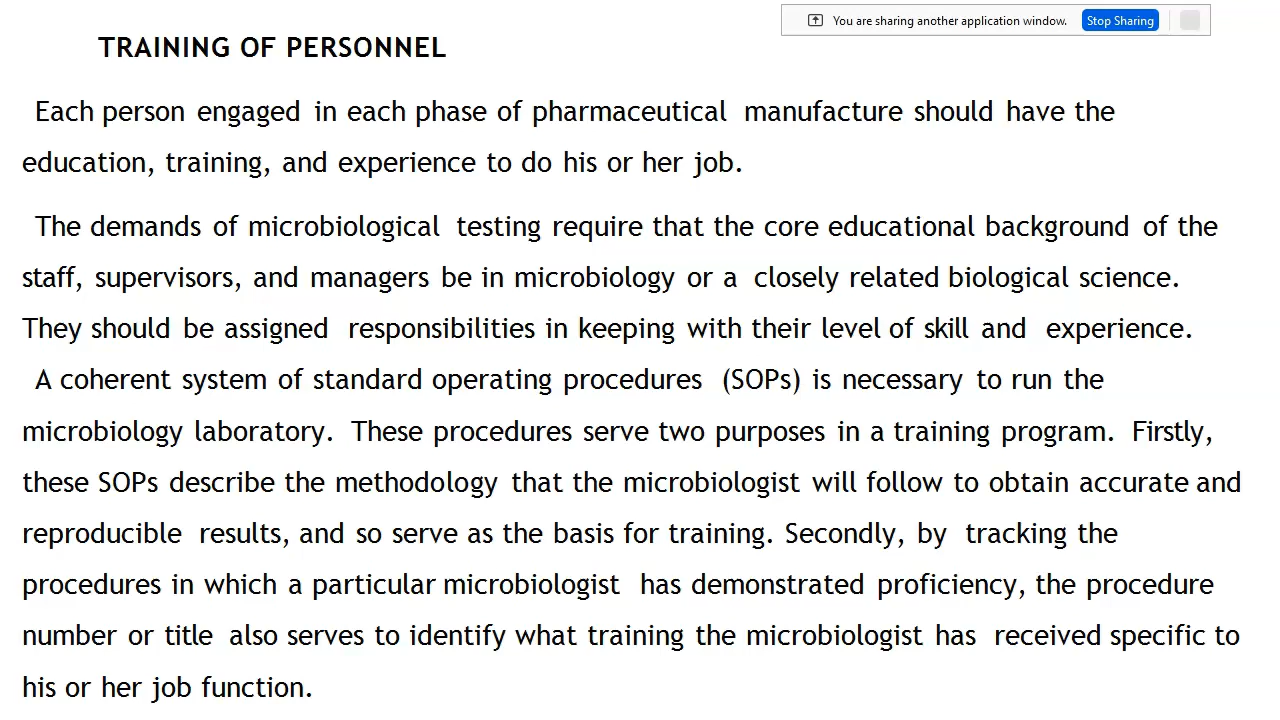 You are sharing another application window. Stop Sharing
TRAINING OF PERSONNEL
Each person engaged in each phase of pharmaceutical manufacture should have the
education, training, and experience to do his or her job.
The demands of microbiological testing require that the core educational background of the
staff, supervisors, and managers be in microbiology or a closely related biological science.
They should be assigned responsibilities in keeping with their level of skill and experience.
A coherent system of standard operating procedures (SOPs) is necessary to run the
microbiology laboratory. These procedures serve two purposes in a training program. Firstly,
these SOPs describe the methodology that the microbiologist will follow to obtain accurate and
reproducible results, and so serve as the basis for training. Secondly, by tracking the
procedures in which a particular microbiologist has demonstrated proficiency, the procedure
number or title also serves to identify what training the microbiologist has received specific to
his or her job function.